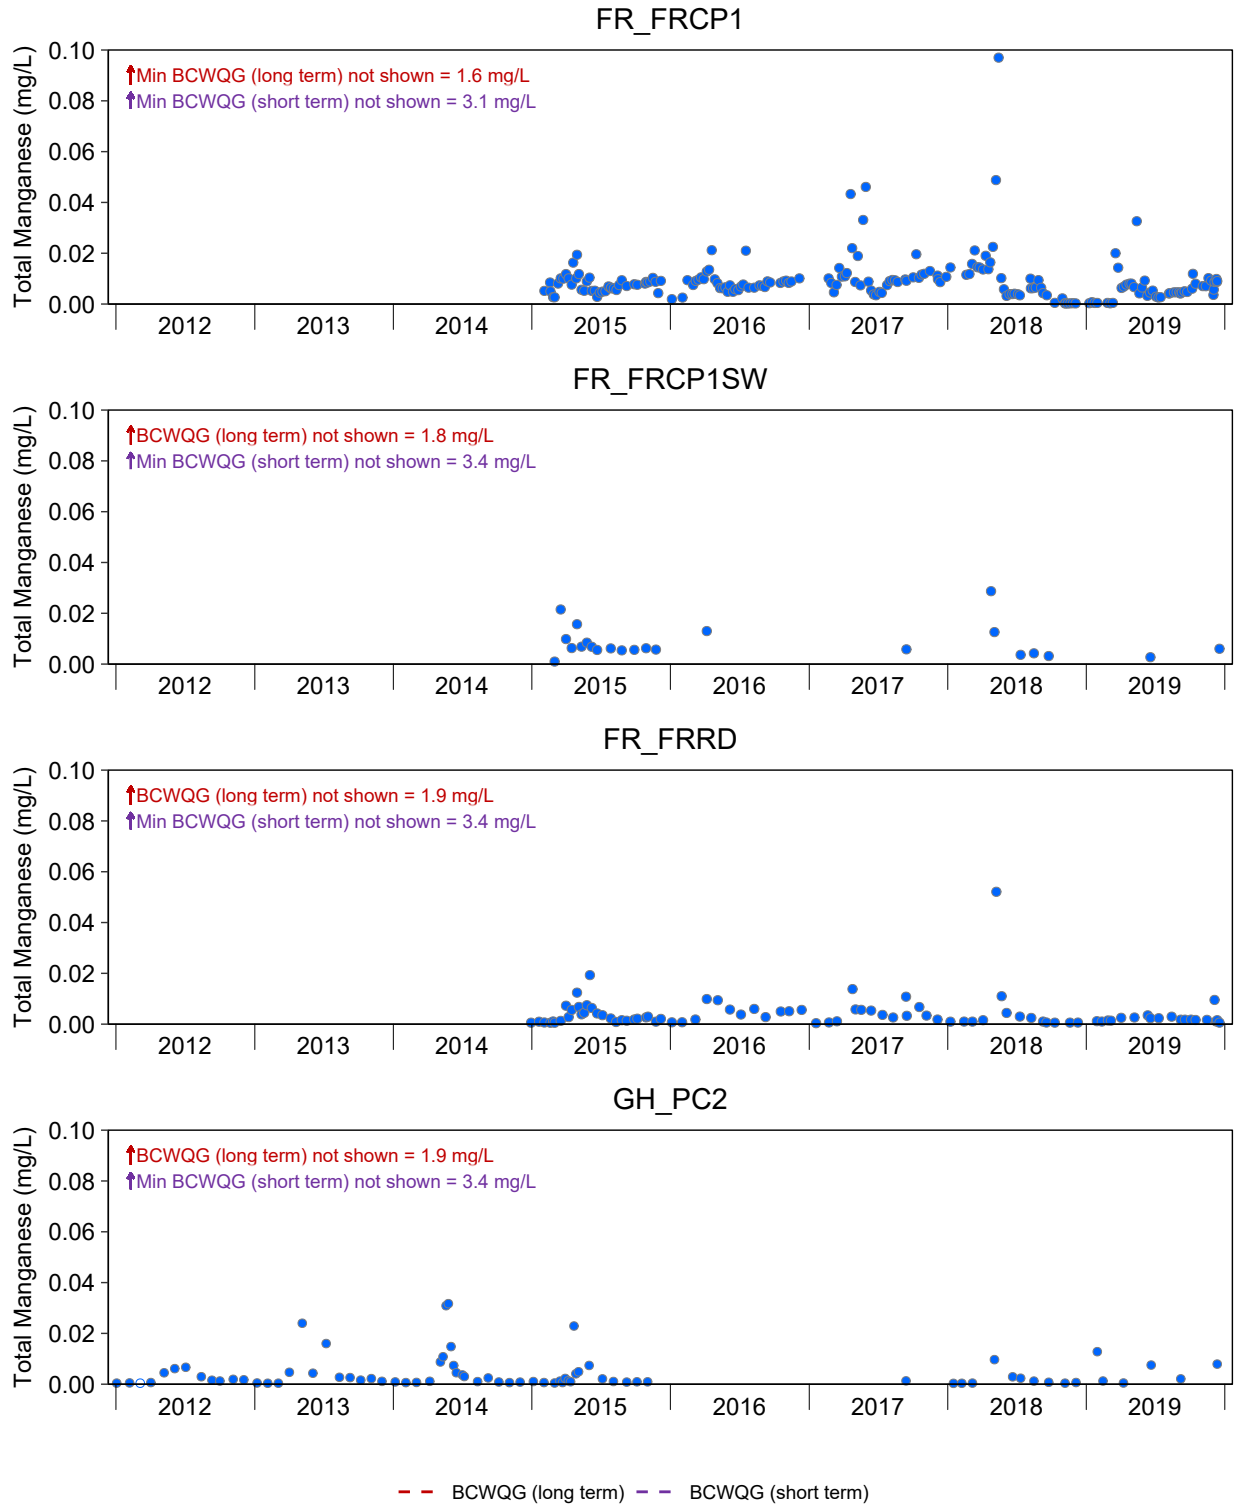 FR_FRCP1
Total Manganese (mg/L)
0.10
0.08
0.06
0.04
0.02
0.00
Min BCWQG (long term) not shown = 1.6 mg/L
Min BCWQG (short term) not shown = 3.1 mg/L
2012 2013 2014 2015 2016 2017 2018 2019
FR_FRCP1SW
Total Manganese (mg/L)
0.10
0.08
0.06
0.04
0.02
0.00
BCWQG (long term) not shown = 1.8 mg/L
Min BCWQG (short term) not shown = 3.4 mg/L
2012 2013 2014 2015 2016 2017 2018 2019
FR_FRRD
Total Manganese (mg/L)
0.10
0.08
0.06
0.04
0.02
0.00
BCWQG (long term) not shown = 1.9 mg/L
Min BCWQG (short term) not shown = 3.4 mg/L
2012 2013 2014 2015 2016 2017 2018 2019
GH_PC2
Total Manganese (mg/L)
0.10
0.08
0.06
0.04
0.02
0.00
BCWQG (long term) not shown = 1.9 mg/L
Min BCWQG (short term) not shown = 3.4 mg/L
2012 2013 2014 2015 2016 2017 2018 2019
BCWQG (long term) BCWQG (short term)